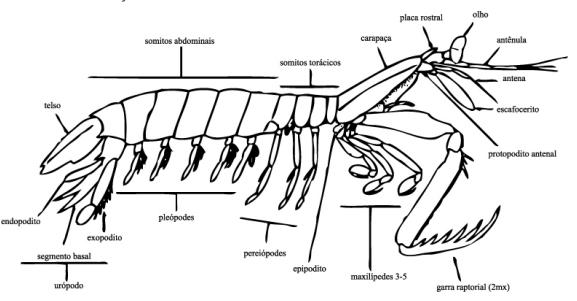 olho
placa rostral
antênula
carapaça
somitos abdominais
somitos torácicos
antena
telso
escafocerito
protopodito antenal
endopodito
pleópodes
exopodito
pereiópodes
segmento basal
epipodito
maxilípedes 3-5
urópodo
garra raptorial (2mx)